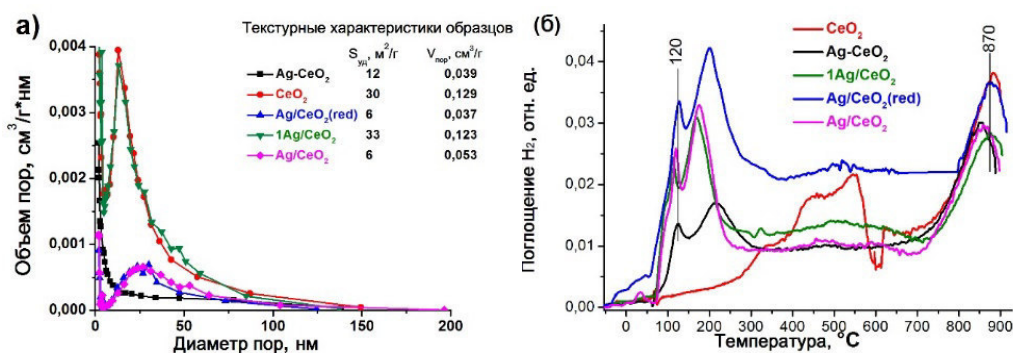 а)
Текстурные характеристики образцов
S уд, м²/г V пор, см³/г
Ag-CeO₂ 12 0,039
CeO₂ 30 0,129
Ag/CeO₂(red) 6 0,037
1Ag/CeO₂ 33 0,123
Ag/CeO₂ 6 0,053
Объем пор, см³/г*нм
0,004
0,003
0,002
0,001
0,000
0 50 100 150 200
Диаметр пор, нм
(б)
CeO₂
Ag-CeO₂
1Ag/CeO₂
Ag/CeO₂(red)
Ag/CeO₂
120
870
Поглощение H₂, отн. ед.
0,04
0,03
0,02
0,01
0,00
0 100 200 300 400 500 600 700 800 900
Температура, °C